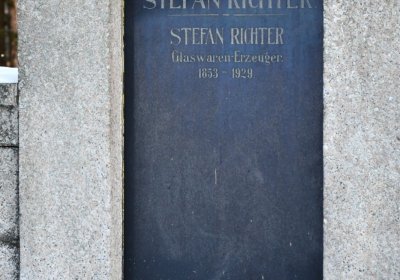 STEFAN RICHTER
STEFAN RICHTER
Glaswaren-Erzeuger.
1853 - 1929.